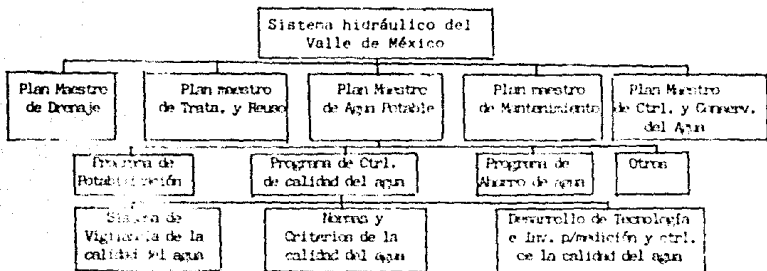 Sistema hidráulico del
Valle de México
Plan Maestro
de Drenaje
Plan maestro
de Trata. y Reuso
Plan Maestro
de Agua Potable
Plan maestro
de Mantenimiento
Plan Maestro
de Ctrl. y Conserv.
del Agua
Programa de
Potabilización
Programa de Ctrl.
de calidad del agua
Programa de
Ahorro de agua
Otros
Sistema de
Vigilancia de la
calidad del agua
Normas y
Criterios de la
calidad del agua
Desarrollo de Tecnología
e Inv. p/medición y ctrl.
de la calidad del agua